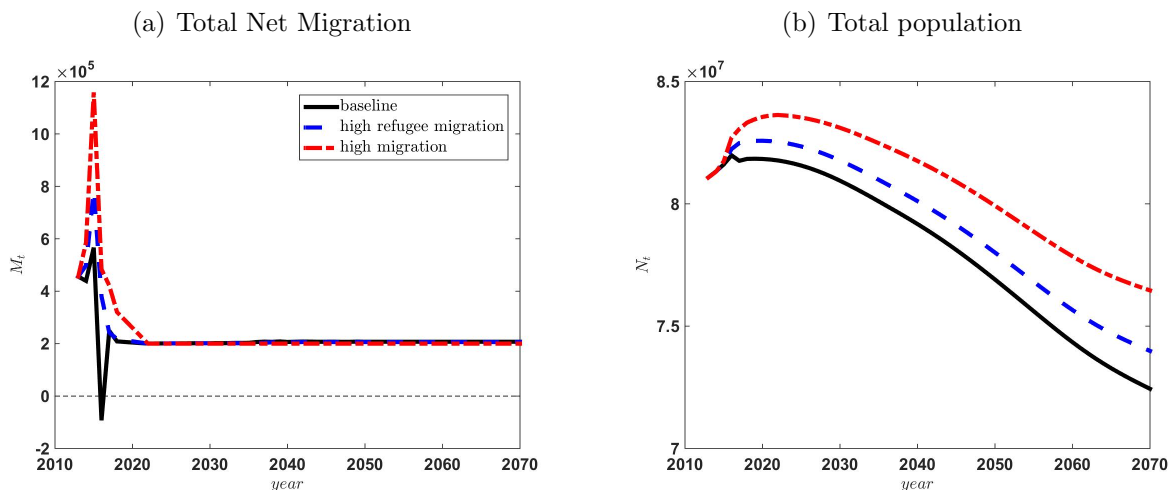 (a) Total Net Migration
×10^5
12
10
8
6
4
2
0
-2
M_t
baseline
high refugee migration
high migration
2010 2020 2030 2040 2050 2060 2070
year
(b) Total population
×10^7
8.5
8
7.5
7
N_t
2010 2020 2030 2040 2050 2060 2070
year